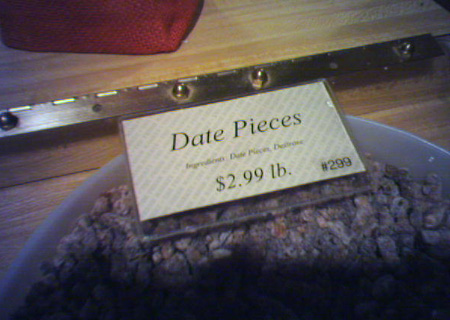 Date Pieces
Ingredients: Date Pieces, Dextrose
$2.99 lb.
#299